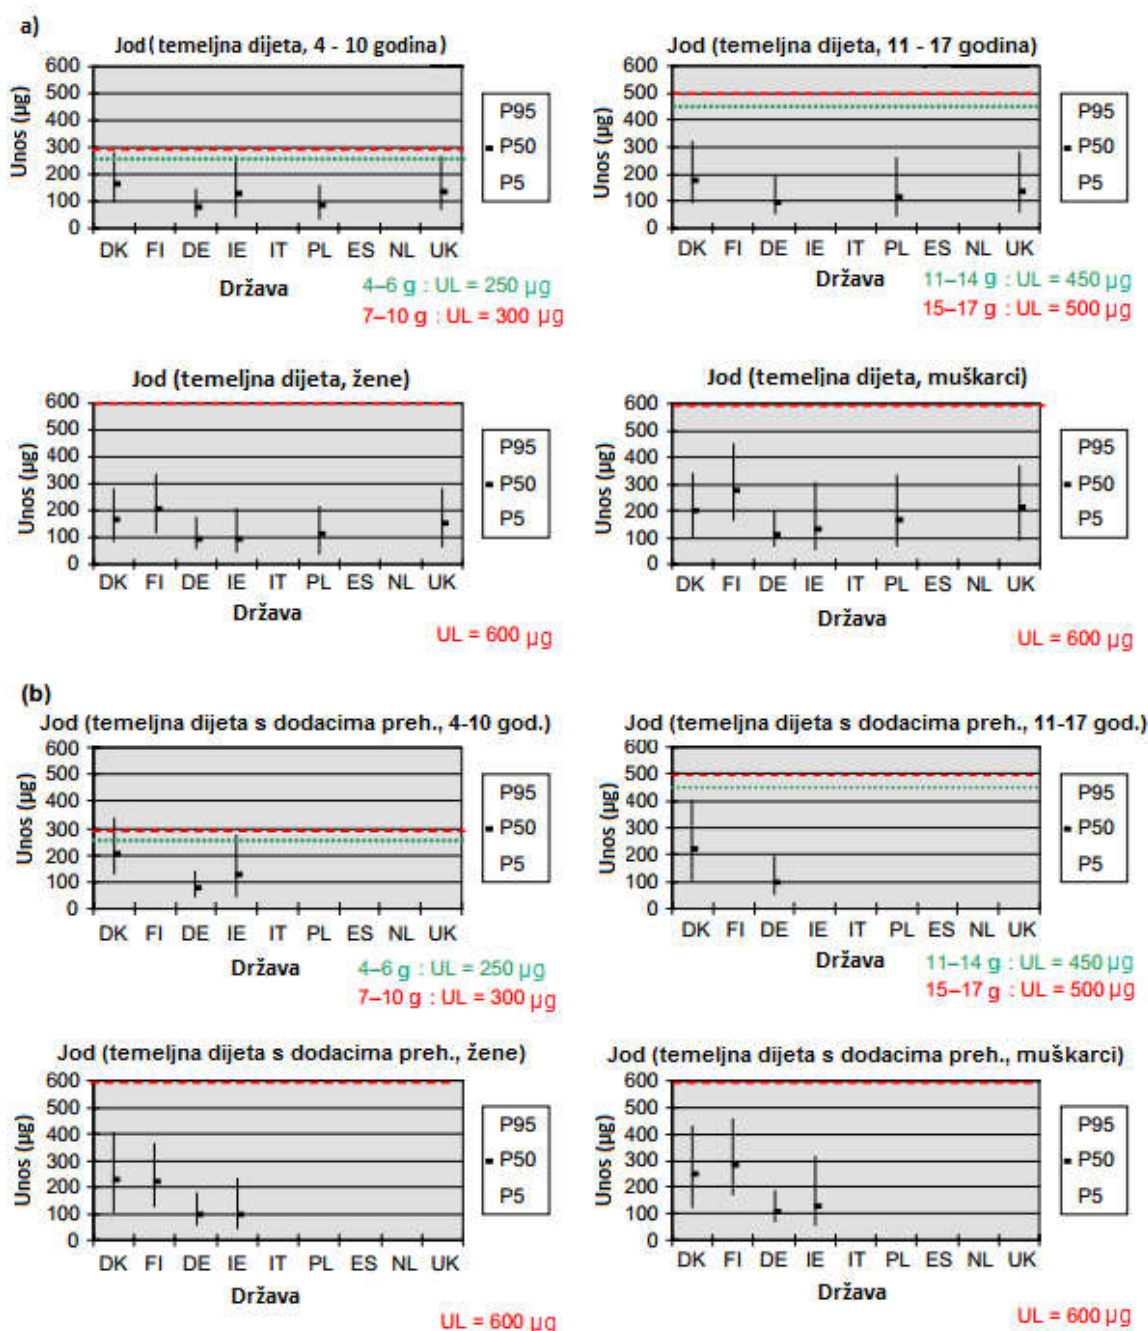 a)
Jod (temeljna dijeta, 4 - 10 godina)
Unos (µg)
600
500
400
300
200
100
0
P95
P50
P5
DK FI DE IE IT PL ES NL UK
Država
4–6 g : UL = 250 µg
7–10 g : UL = 300 µg
Jod (temeljna dijeta, 11 - 17 godina)
Unos (µg)
600
500
400
300
200
100
0
P95
P50
P5
DK FI DE IE IT PL ES NL UK
Država
11–14 g : UL = 450 µg
15–17 g : UL = 500 µg
Jod (temeljna dijeta, žene)
Unos (µg)
600
500
400
300
200
100
0
P95
P50
P5
DK FI DE IE IT PL ES NL UK
Država
UL = 600 µg
Jod (temeljna dijeta, muškarci)
Unos (µg)
600
500
400
300
200
100
0
P95
P50
P5
DK FI DE IE IT PL ES NL UK
Država
UL = 600 µg
(b)
Jod (temeljna dijeta s dodacima preh., 4-10 god.)
Unos (µg)
600
500
400
300
200
100
0
P95
P50
P5
DK FI DE IE IT PL ES NL UK
Država
4–6 g : UL = 250 µg
7–10 g : UL = 300 µg
Jod (temeljna dijeta s dodacima preh., 11-17 god.)
Unos (µg)
600
500
400
300
200
100
0
P95
P50
P5
DK FI DE IE IT PL ES NL UK
Država
11–14 g : UL = 450 µg
15–17 g : UL = 500 µg
Jod (temeljna dijeta s dodacima preh., žene)
Unos (µg)
600
500
400
300
200
100
0
P95
P50
P5
DK FI DE IE IT PL ES NL UK
Država
UL = 600 µg
Jod (temeljna dijeta s dodacima preh., muškarci)
Unos (µg)
600
500
400
300
200
100
0
P95
P50
P5
DK FI DE IE IT PL ES NL UK
Država
UL = 600 µg